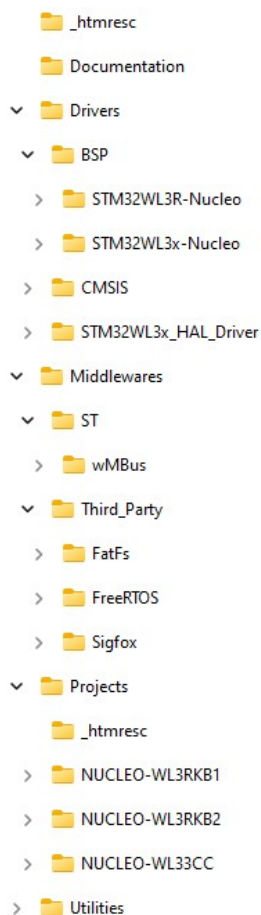 _htmresc
Documentation
Drivers
BSP
STM32WL3R-Nucleo
STM32WL3x-Nucleo
CMSIS
STM32WL3x_HAL_Driver
Middlewares
ST
wMBus
Third_Party
FatFs
FreeRTOS
Sigfox
Projects
_htmresc
NUCLEO-WL3RKB1
NUCLEO-WL3RKB2
NUCLEO-WL33CC
Utilities